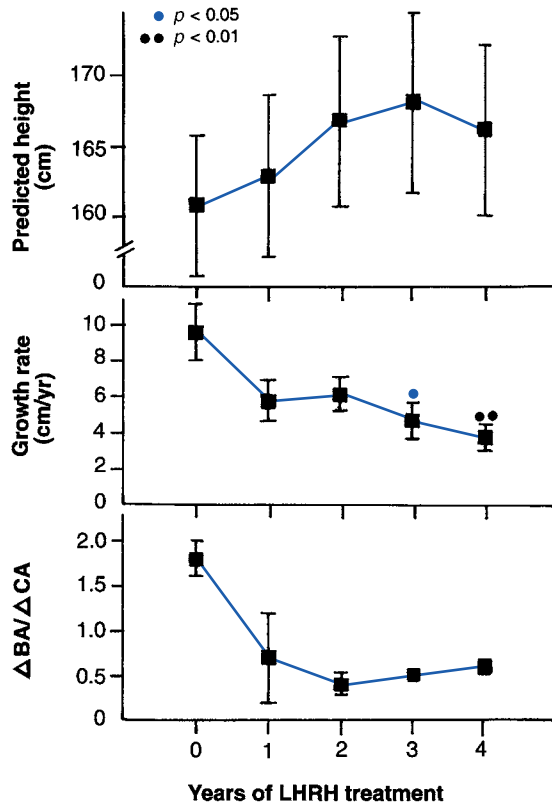 ● p < 0.05
●● p < 0.01
Predicted height
(cm)
170
165
160
0
Growth rate
(cm/yr)
10
8
6
4
2
0
△BA/△CA
2.0
1.5
1.0
0.5
0
0 1 2 3 4
Years of LHRH treatment